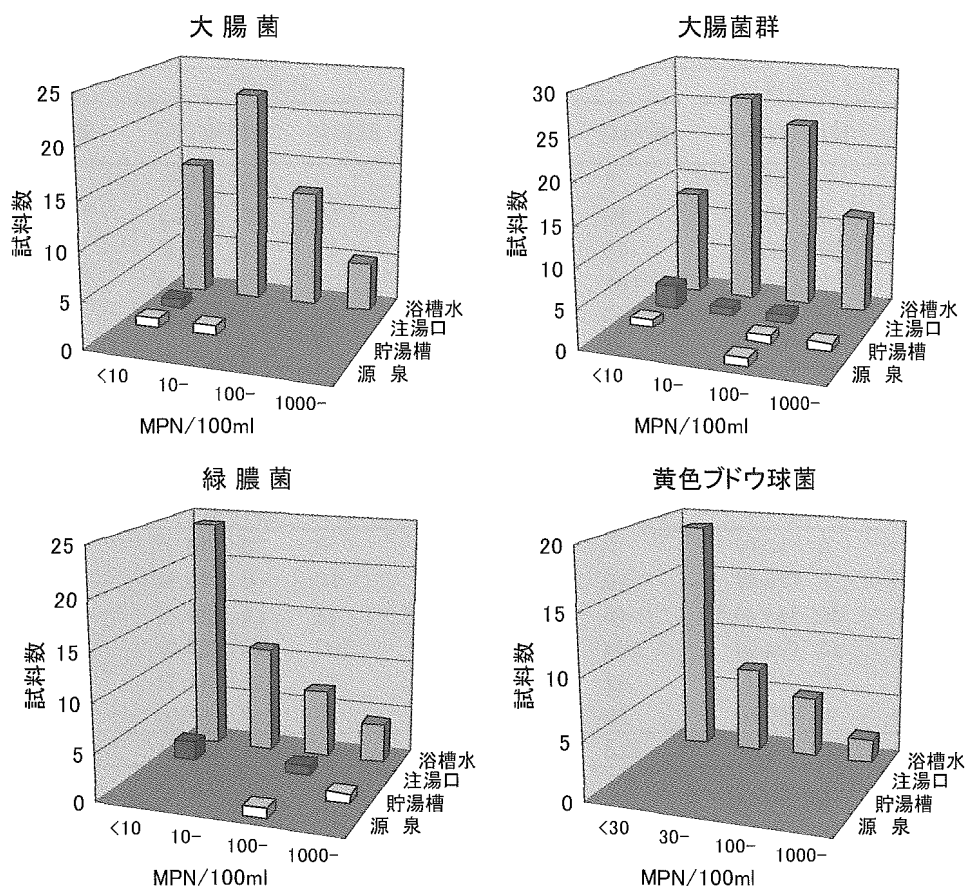 大 腸 菌
25
20
15
10
5
0
試料数
<10
10-
100-
1000-
浴槽水
注湯口
貯湯槽
源 泉
MPN/100ml
大腸菌群
30
25
20
15
10
5
0
試料数
<10
10-
100-
1000-
浴槽水
注湯口
貯湯槽
源 泉
MPN/100ml
緑 膿 菌
25
20
15
10
5
0
試料数
<10
10-
100-
1000-
浴槽水
注湯口
貯湯槽
源 泉
MPN/100ml
黄色ブドウ球菌
20
15
10
5
0
試料数
<30
30-
100-
1000-
浴槽水
注湯口
貯湯槽
源 泉
MPN/100ml